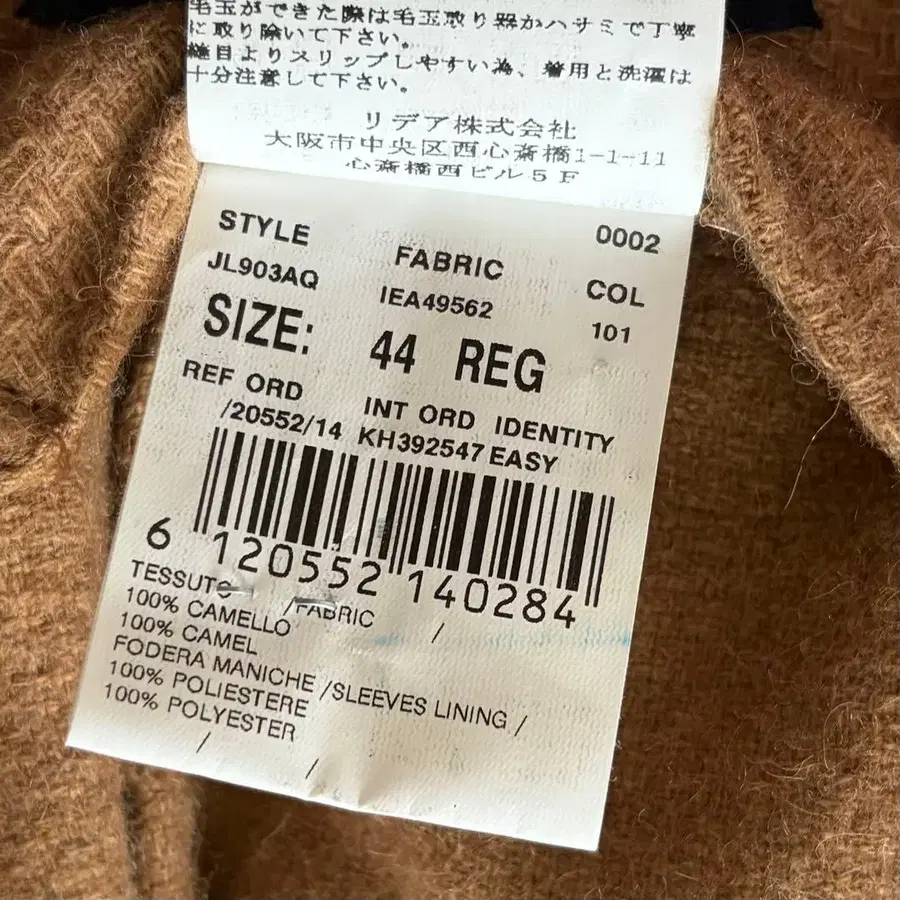 毛玉ができた際は毛玉取り器かハサミで丁寧
に取り除いて下さい。
縫目よりスリップしやすい為、着用と洗濯は
十分注意して下さい。
リデア株式会社
大阪市中央区西心斎橋1-1-11
心斎橋西ビル5F
STYLE FABRIC 0002
JL903AQ IEA49562 COL
101
SIZE: 44 REG
REF ORD INT ORD IDENTITY
/20552/14 KH392547 EASY
6 120552 140284
TESSUTO /FABRIC
100% CAMELLO /
100% CAMEL
FODERA MANICHE /SLEEVES LINING /
100% POLIESTERE
100% POLYESTER
/ /